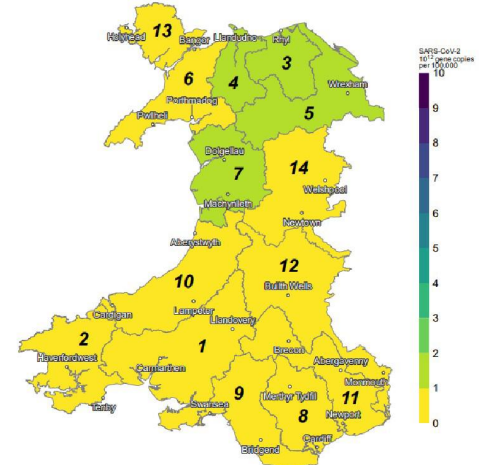 13
Holyhead
Bangor
Llandudno
Rhyl
SARS-CoV-2
10¹² gene copies
per 100,000
10
9
8
7
6
5
4
3
2
1
0
6
4
3
Wrexham
Porthmadog
5
Pwllheli
Dolgellau
7
14
Welshpool
Machynlleth
Newtown
Aberystwyth
12
10
Builth Wells
Lampeter
Cardigan
Llandovery
2
1
Haverfordwest
Brecon
Carmarthen
Abergavenny
Monmouth
Tenby
Swansea
9
Merthyr Tydfil
11
8
Newport
Cardiff
Bridgend